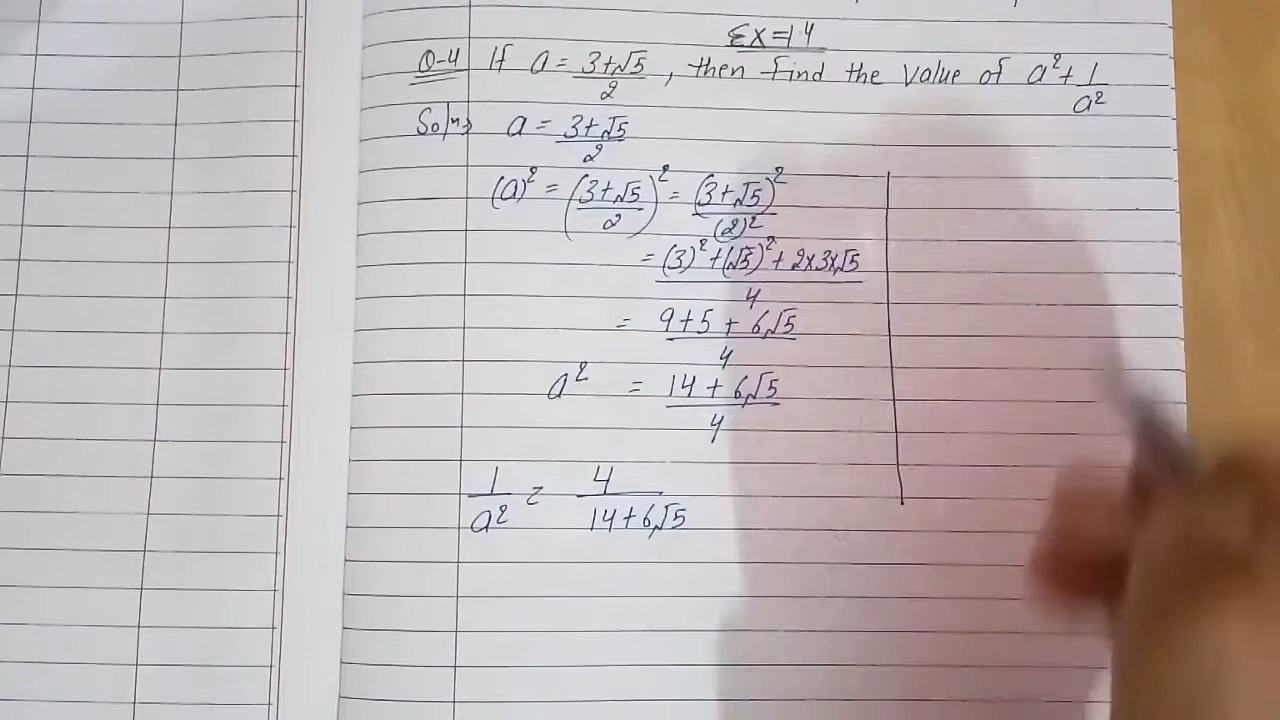 Ex=1.4
Q-4 If a = (3+√5)/2, then find the value of a² + 1/a²
Soln→ a = (3+√5)/2
(a)² = ((3+√5)/2)² = (3+√5)²/(2)²
= ((3)² + (√5)² + 2×3×√5)/4
= (9+5+6√5)/4
a² = (14+6√5)/4
1/a² = 4/(14+6√5)